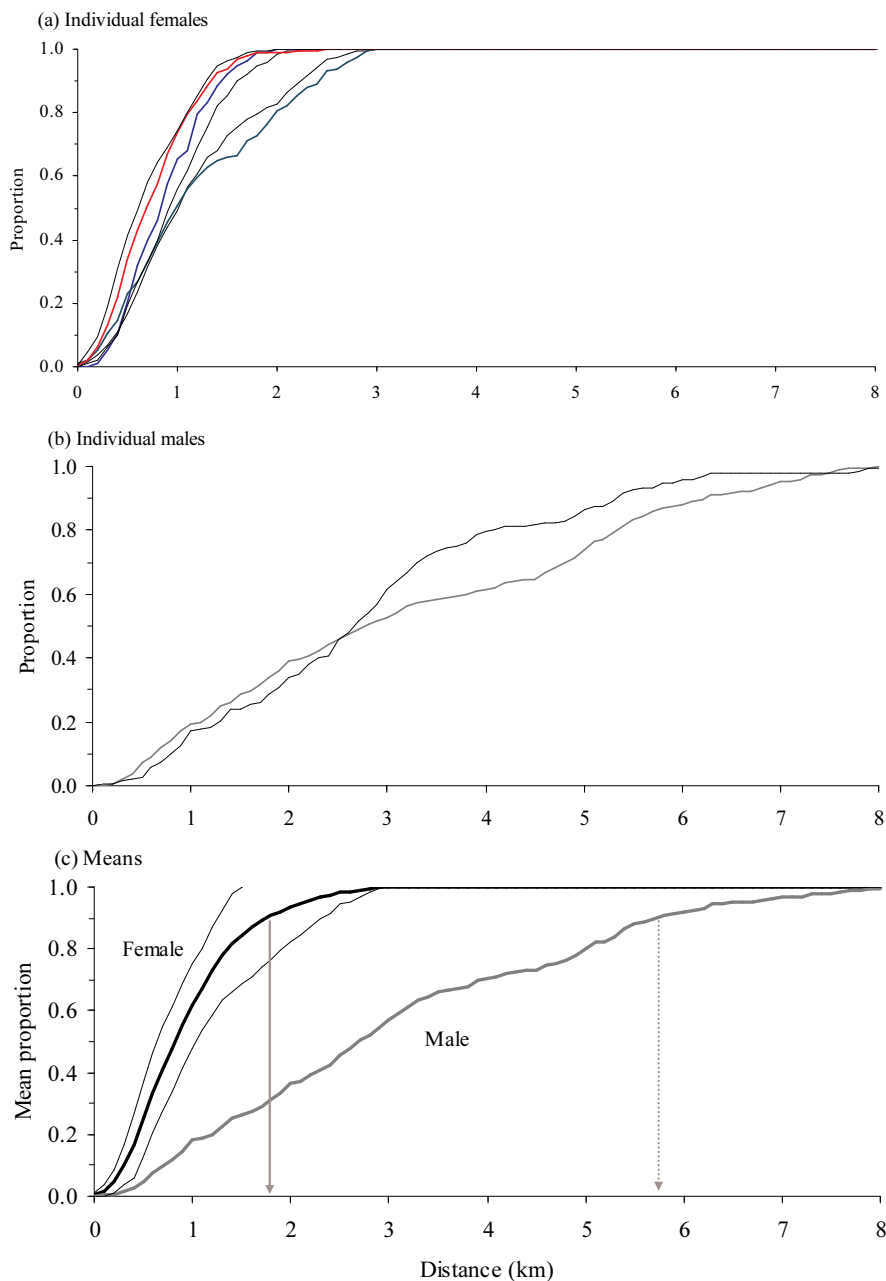 (a) Individual females
1.0
0.8
0.6
0.4
0.2
0.0
Proportion
0 1 2 3 4 5 6 7 8
(b) Individual males
1.0
0.8
0.6
0.4
0.2
0.0
Proportion
0 1 2 3 4 5 6 7 8
(c) Means
1.0
0.8
0.6
0.4
0.2
0.0
Mean proportion
Female
Male
0 1 2 3 4 5 6 7 8
Distance (km)